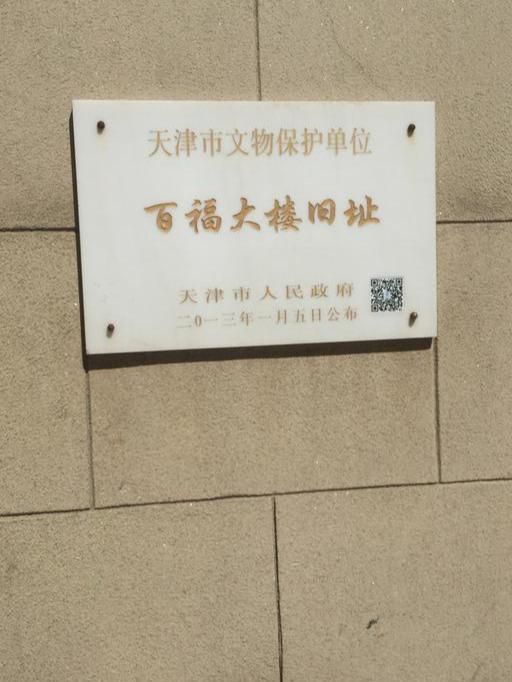 天津市文物保护单位
百福大楼旧址
天津市人民政府
二0一三年一月五日公布